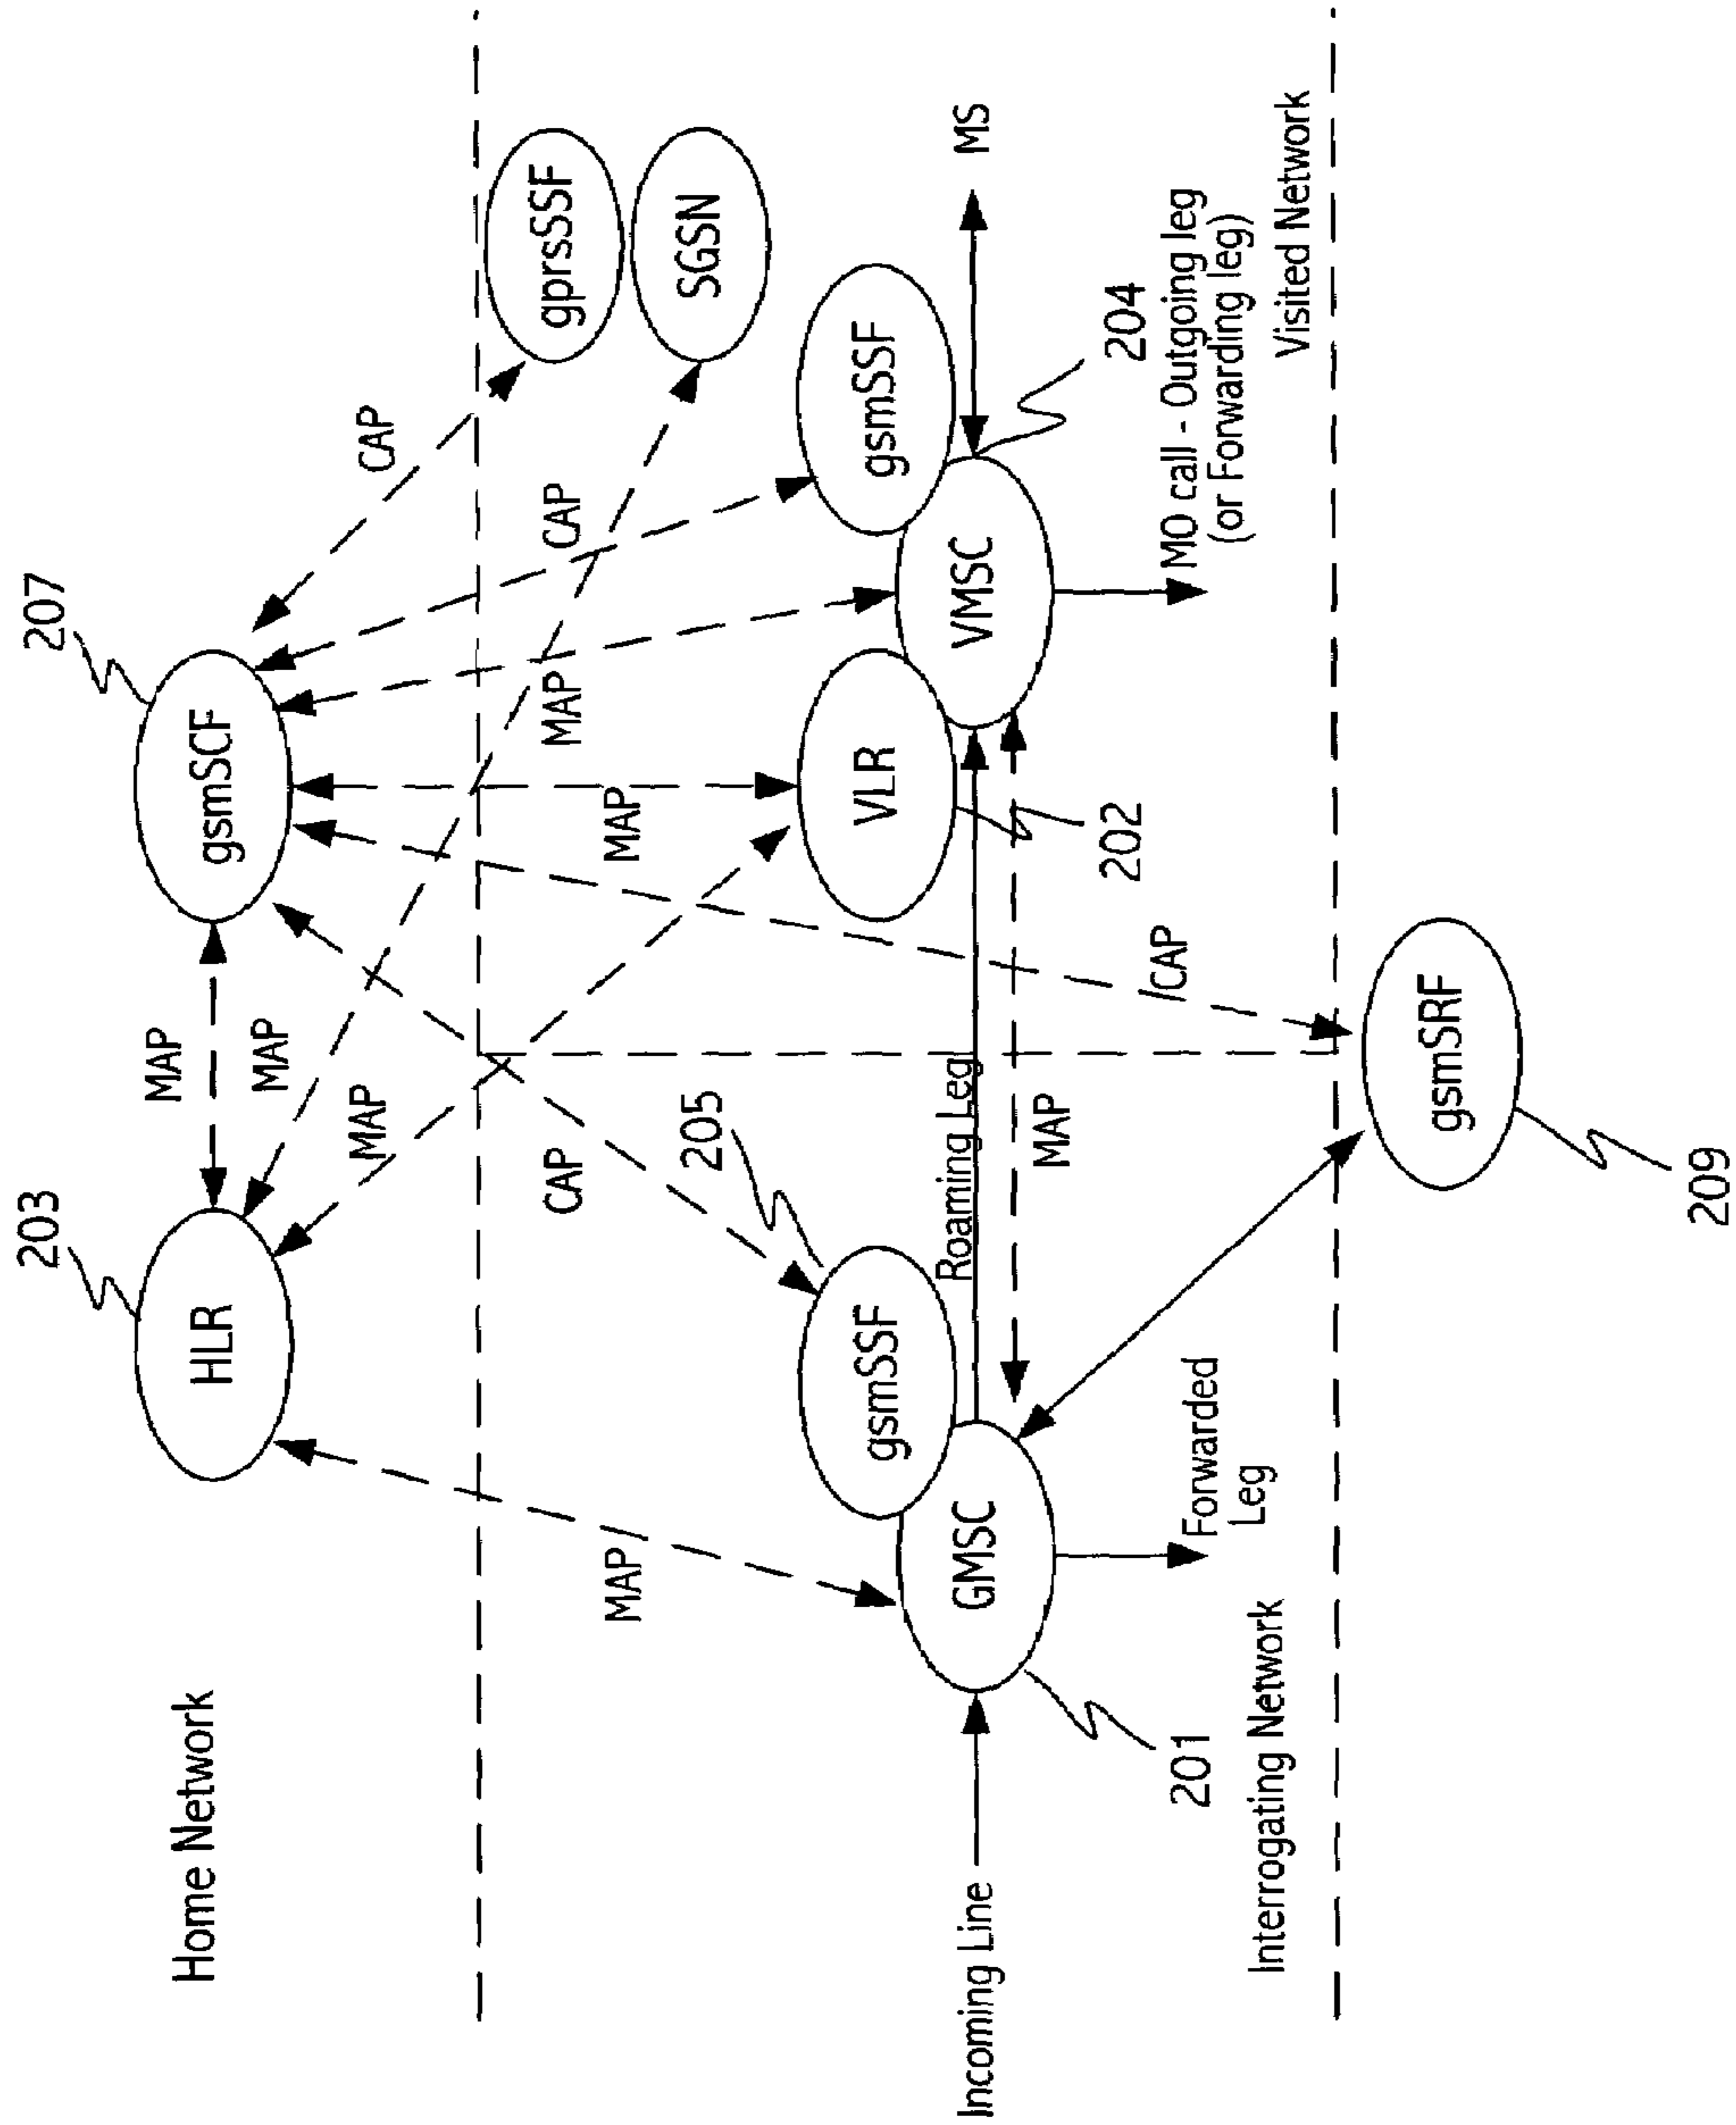 203
207
HLR
MAP
gsmSCF
Home Network
MAP
MAP
CAP
MAP
CAP
MAP
CAP
MAP
MAP
gprsSSF
SGSN
205
gsmSSF
VLR
gsmSSF
Incoming Line
GMSC
Roaming Leg
VMSC
MS
MAP
202
204
201
Forwarded
Leg
CAP
MO call - Outgoing leg
(or Forwarding leg)
Interrogating Network
Visited Network
gsmSRF
209